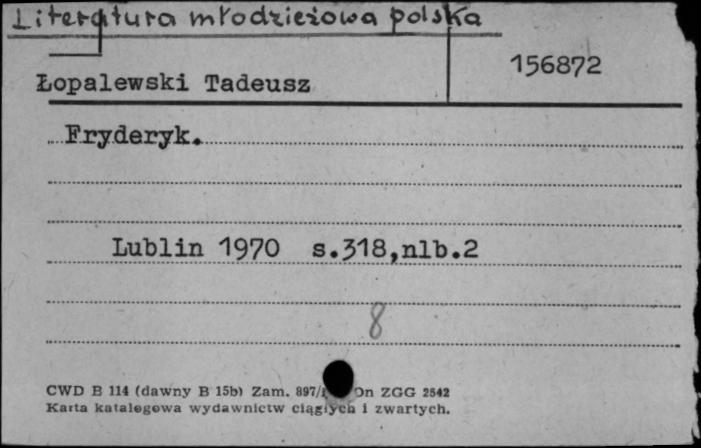 Literatura młodzieżowa polska
156872
Łopalewski Tadeusz
Fryderyk.
Lublin 1970 s.318,nlb.2
8
CWD B 114 (dawny B 15b) Zam. 897/ On ZGG 2542
Karta katalogowa wydawnictw ciągłych i zwartych.